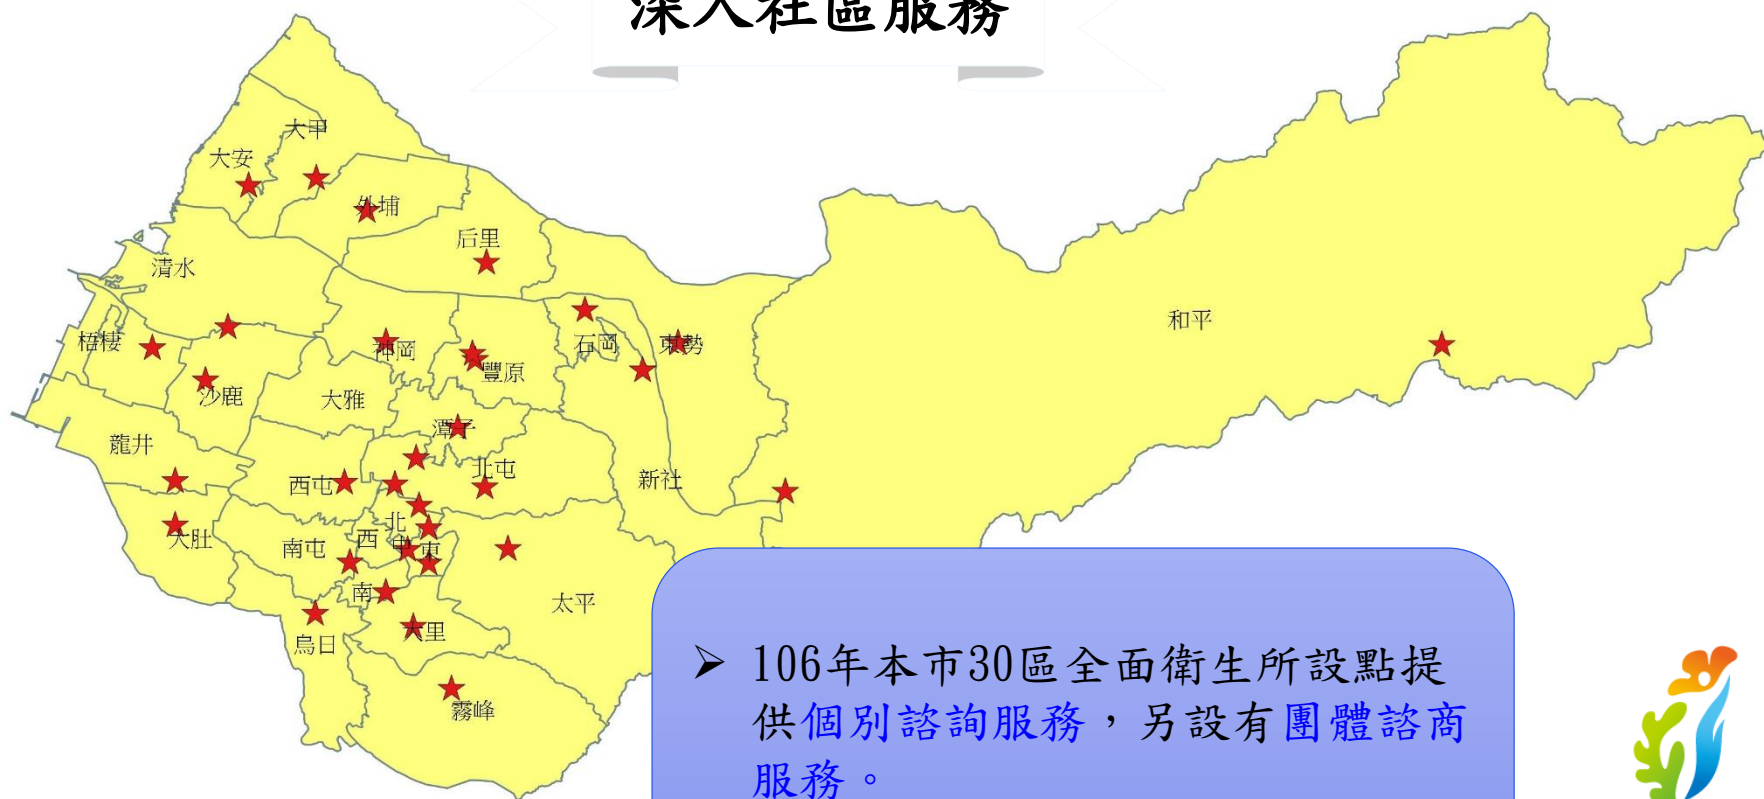 深入社區服務
大甲
大安
外埔
后里
清水
和平
梧棲
神岡
石岡
東勢
豐原
沙鹿
大雅
潭子
龍井
北屯
新社
西屯
北
大肚
南屯
西
中
東
南
太平
大里
烏日
霧峰
➢ 106年本市30區全面衛生所設點提
供個別諮詢服務，另設有團體諮商
服務。